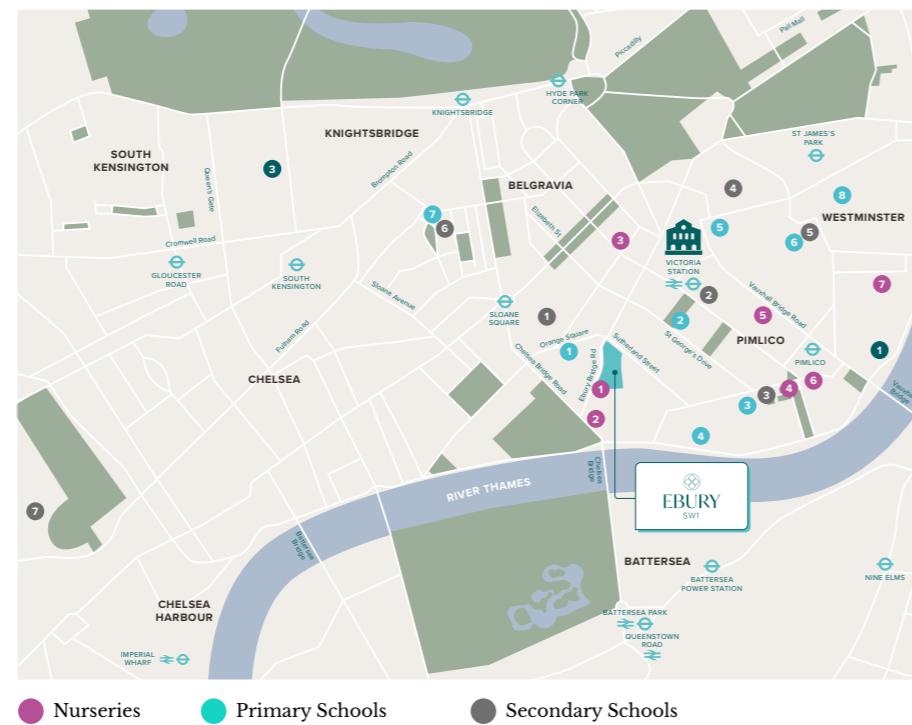 Pall Mall
Piccadilly
HYDE PARK
CORNER
KNIGHTSBRIDGE
KNIGHTSBRIDGE
ST JAMES'S
PARK
SOUTH
KENSINGTON
3
Queen's Gate
Brompton Road
BELGRAVIA
4
8
WESTMINSTER
7
6
Elizabeth St
3
5
5
6
Cromwell Road
GLOUCESTER
ROAD
SOUTH
KENSINGTON
VICTORIA
STATION
2
7
Sloane Avenue
SLOANE
SQUARE
1
Vauxhall Bridge Road
5
2
PIMLICO
Fulham Road
Orange Square
1
Sutherland Street
St George's Drive
PIMLICO
1
CHELSEA
Chelsea Bridge Road
Ebury Bridge Rd
1
2
3
3
4
6
Vauxhall
Bridge
4
RIVER THAMES
Chelsea
Bridge
EBURY
SW1
7
Battersea
Bridge
BATTERSEA
BATTERSEA
POWER STATION
NINE ELMS
CHELSEA
HARBOUR
BATTERSEA PARK
QUEENSTOWN
ROAD
IMPERIAL
WHARF
Nurseries
Primary Schools
Secondary Schools